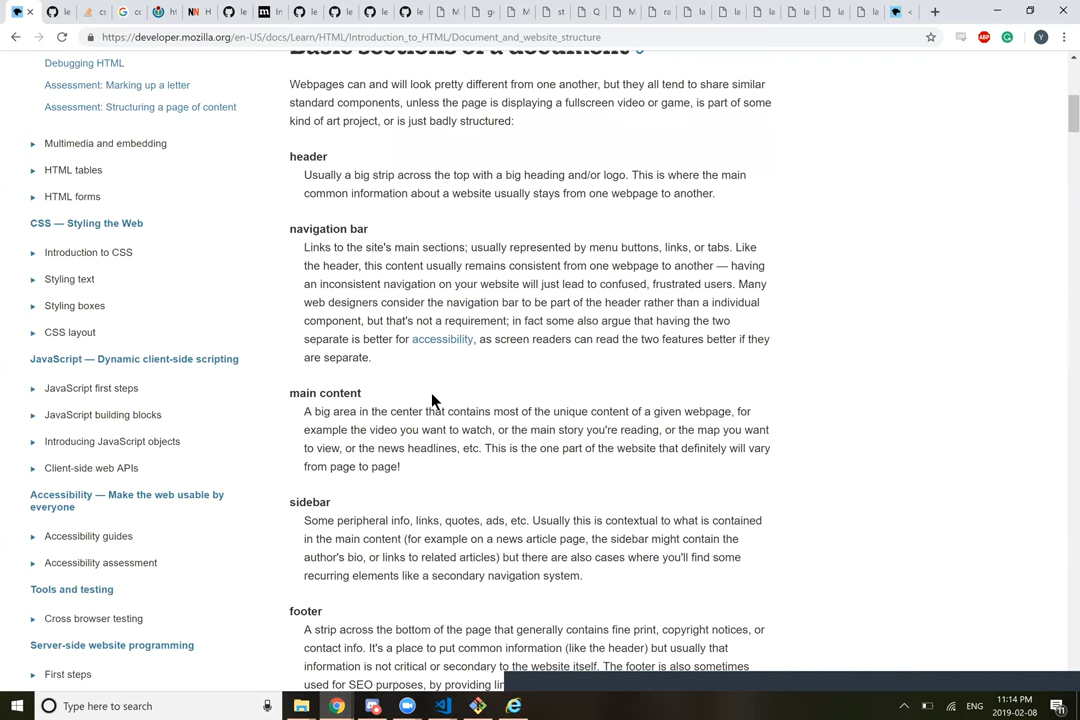 le
cs
co
ht
H
le
In
le
le
le
le
M
ge
M
st
Q
M
ra
la
la
la
la
la
la
<
https://developer.mozilla.org/en-US/docs/Learn/HTML/Introduction_to_HTML/Document_and_website_structure
ABP
Y
Debugging HTML
Assessment: Marking up a letter
Assessment: Structuring a page of content
Multimedia and embedding
HTML tables
HTML forms
CSS — Styling the Web
Introduction to CSS
Styling text
Styling boxes
CSS layout
JavaScript — Dynamic client-side scripting
JavaScript first steps
JavaScript building blocks
Introducing JavaScript objects
Client-side web APIs
Accessibility — Make the web usable by
everyone
Accessibility guides
Accessibility assessment
Tools and testing
Cross browser testing
Server-side website programming
First steps
Basic sections of a document
Webpages can and will look pretty different from one another, but they all tend to share similar
standard components, unless the page is displaying a fullscreen video or game, is part of some
kind of art project, or is just badly structured:
header
Usually a big strip across the top with a big heading and/or logo. This is where the main
common information about a website usually stays from one webpage to another.
navigation bar
Links to the site's main sections; usually represented by menu buttons, links, or tabs. Like
the header, this content usually remains consistent from one webpage to another — having
an inconsistent navigation on your website will just lead to confused, frustrated users. Many
web designers consider the navigation bar to be part of the header rather than a individual
component, but that's not a requirement; in fact some also argue that having the two
separate is better for accessibility, as screen readers can read the two features better if they
are separate.
main content
A big area in the center that contains most of the unique content of a given webpage, for
example the video you want to watch, or the main story you're reading, or the map you want
to view, or the news headlines, etc. This is the one part of the website that definitely will vary
from page to page!
sidebar
Some peripheral info, links, quotes, ads, etc. Usually this is contextual to what is contained
in the main content (for example on a news article page, the sidebar might contain the
author's bio, or links to related articles) but there are also cases where you'll find some
recurring elements like a secondary navigation system.
footer
A strip across the bottom of the page that generally contains fine print, copyright notices, or
contact info. It's a place to put common information (like the header) but usually that
information is not critical or secondary to the website itself. The footer is also sometimes
used for SEO purposes, by providing lin
Type here to search
ENG
11:14 PM
2019-02-08
11